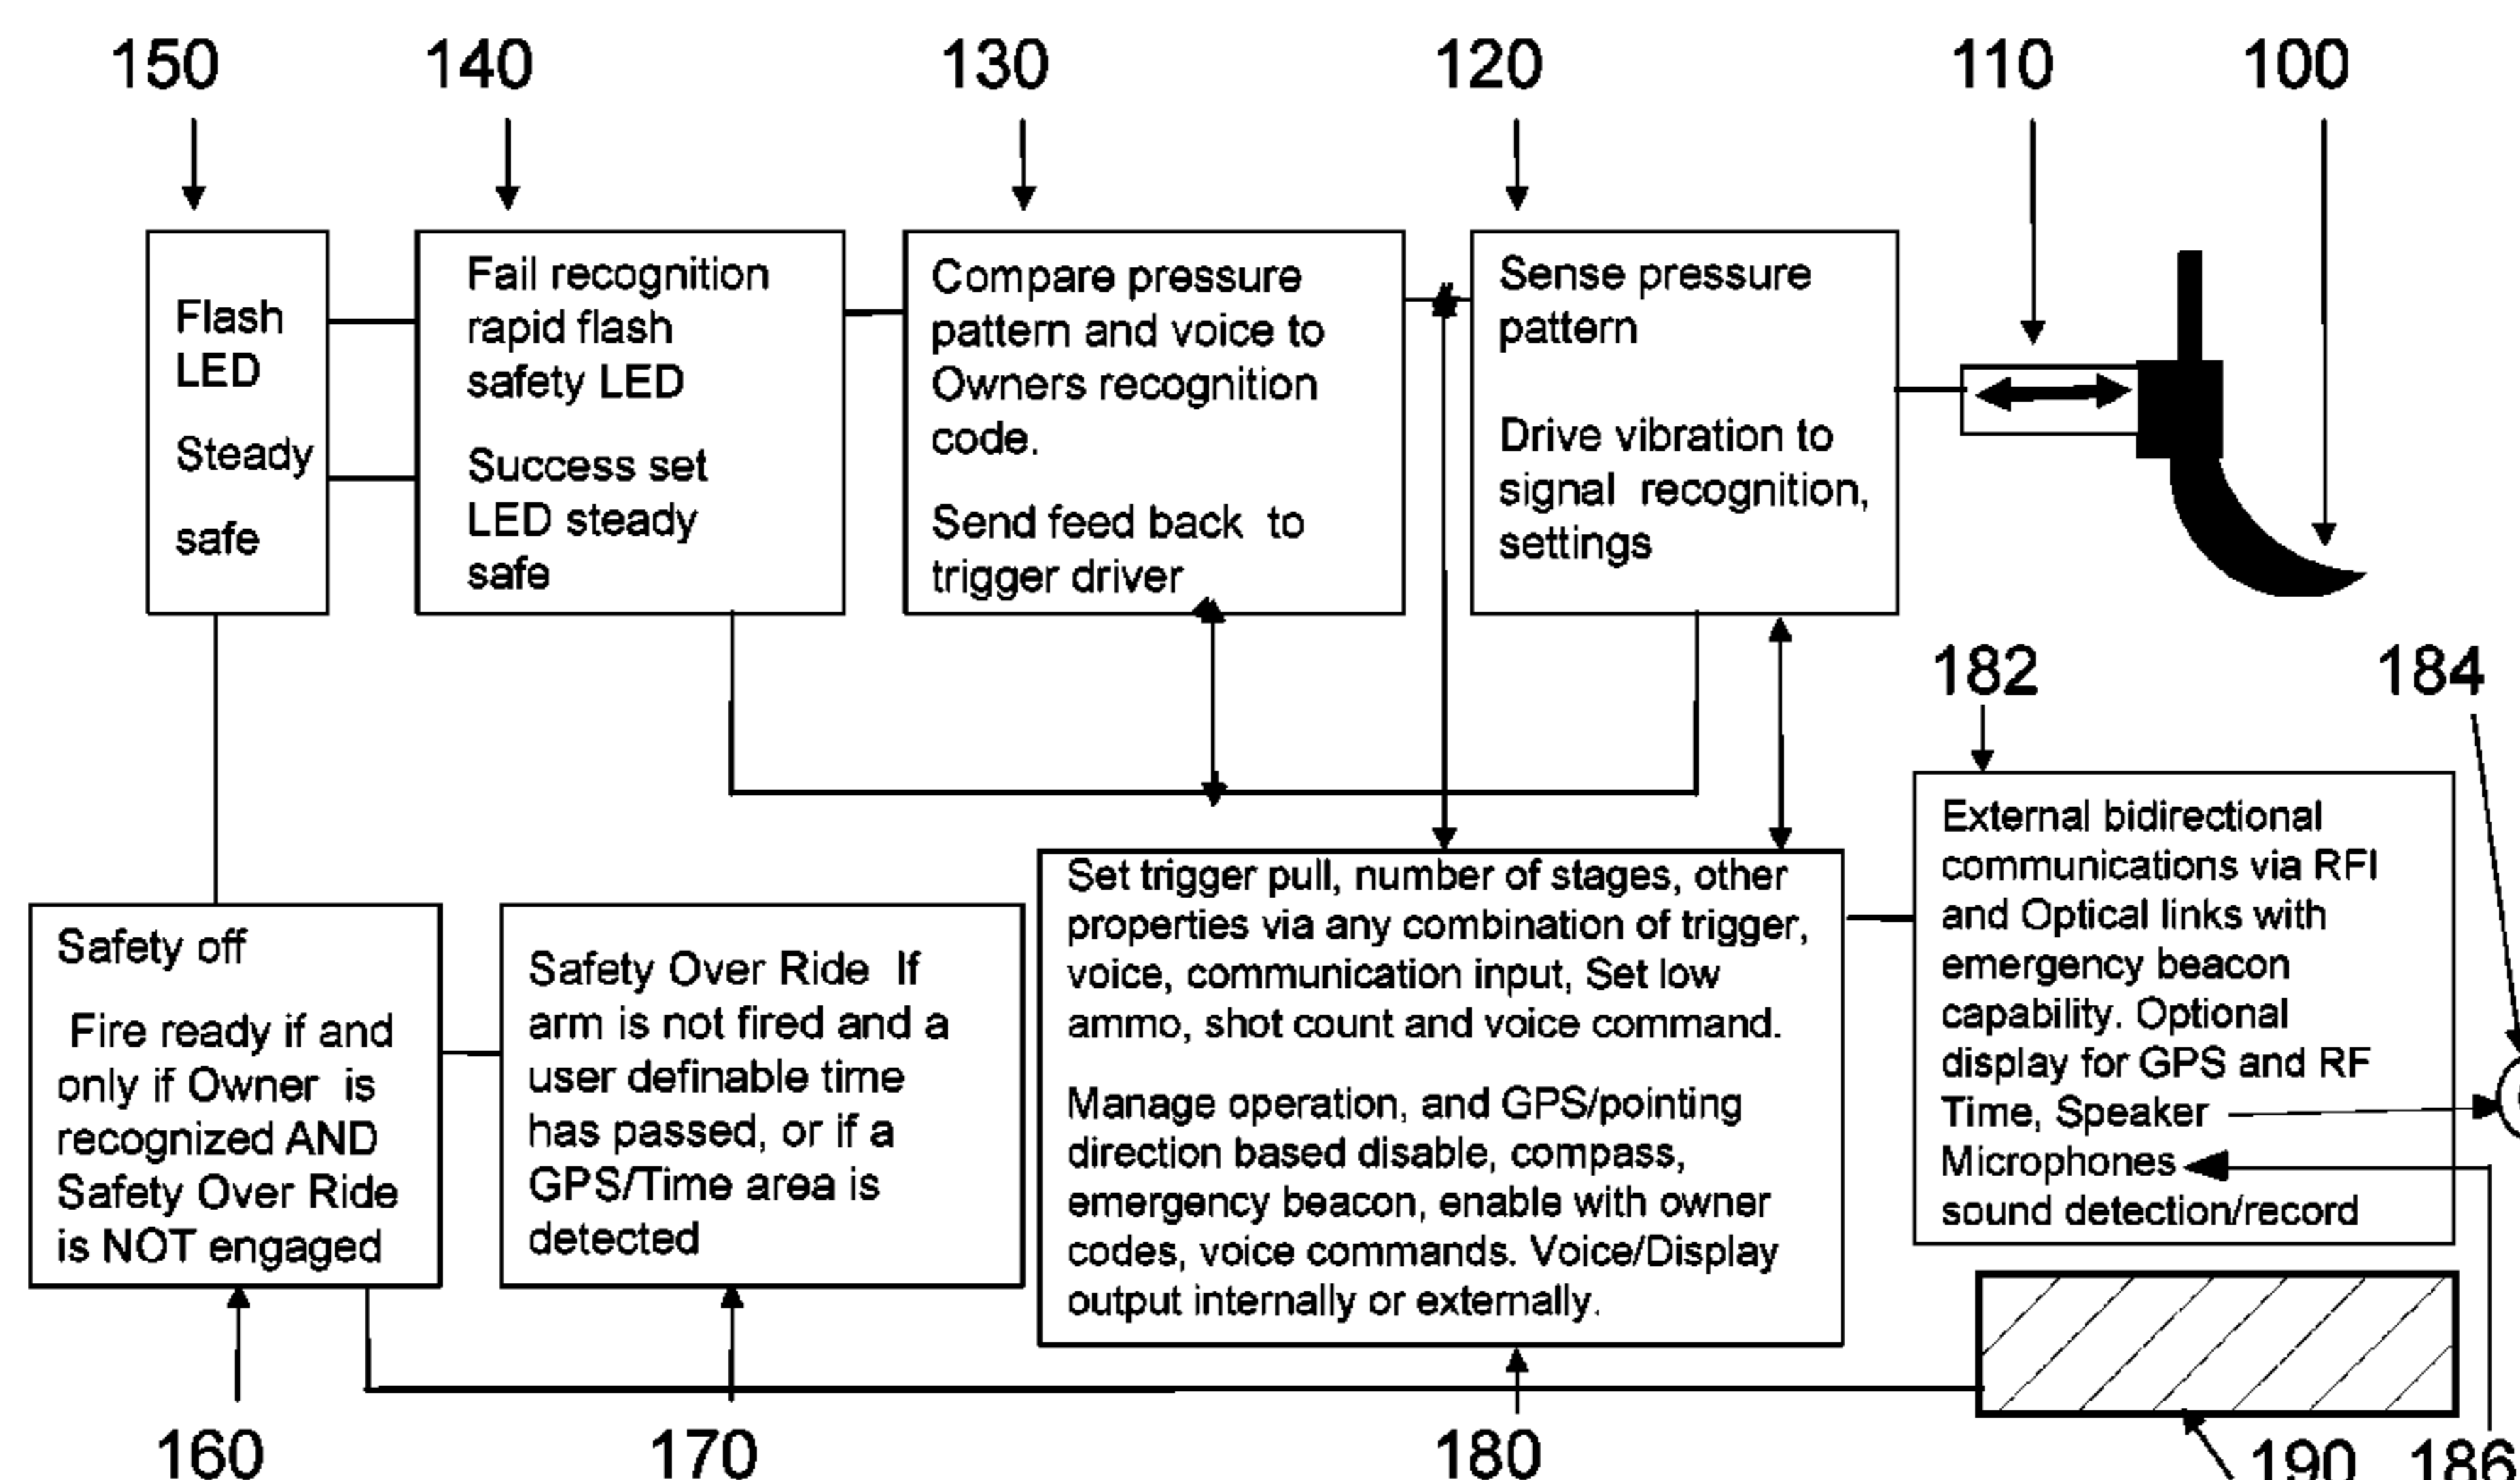 150
140
130
120
110
100
Flash
LED
Steady
safe
Fail recognition
rapid flash
safety LED
Success set
LED steady
safe
Compare pressure
pattern and voice to
Owners recognition
code.
Send feed back to
trigger driver
Sense pressure
pattern
Drive vibration to
signal recognition,
settings
182
184
Safety off
Fire ready if and
only if Owner is
recognized AND
Safety Over Ride
is NOT engaged
Safety Over Ride If
arm is not fired and a
user definable time
has passed, or if a
GPS/Time area is
detected
Set trigger pull, number of stages, other
properties via any combination of trigger,
voice, communication input, Set low
ammo, shot count and voice command.
Manage operation, and GPS/pointing
direction based disable, compass,
emergency beacon, enable with owner
codes, voice commands. Voice/Display
output internally or externally.
External bidirectional
communications via RFI
and Optical links with
emergency beacon
capability. Optional
display for GPS and RF
Time, Speaker
Microphones
sound detection/record
160
170
180
190
186